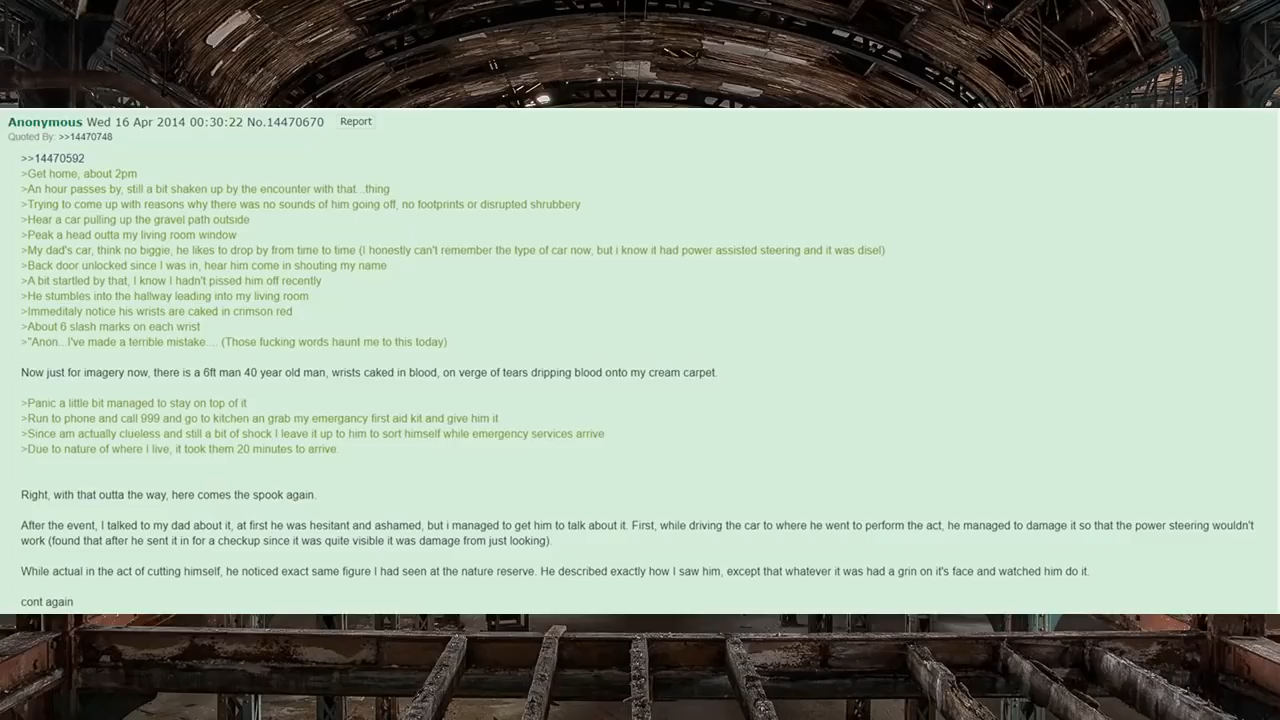 Anonymous Wed 16 Apr 2014 00:30:22 No.14470670 Report
Quoted By: >>14470748
>>14470592
>Get home, about 2pm
>An hour passes by, still a bit shaken up by the encounter with that...thing
>Trying to come up with reasons why there was no sounds of him going off, no footprints or disrupted shrubbery
>Hear a car pulling up the gravel path outside
>Peak a head outta my living room window
>My dad's car, think no biggie, he likes to drop by from time to time (I honestly can't remember the type of car now, but i know it had power assisted steering and it was disel)
>Back door unlocked since I was in, hear him come in shouting my name
>A bit startled by that, I know I hadn't pissed him off recently
>He stumbles into the hallway leading into my living room
>Immeditaly notice his wrists are caked in crimson red
>About 6 slash marks on each wrist
>"Anon...I've made a terrible mistake.... (Those fucking words haunt me to this today)
Now just for imagery now, there is a 6ft man 40 year old man, wrists caked in blood, on verge of tears dripping blood onto my cream carpet.
>Panic a little bit managed to stay on top of it
>Run to phone and call 999 and go to kitchen an grab my emergancy first aid kit and give him it
>Since am actually clueless and still a bit of shock I leave it up to him to sort himself while emergency services arrive
>Due to nature of where I live, it took them 20 minutes to arrive.
Right, with that outta the way, here comes the spook again.
After the event, I talked to my dad about it, at first he was hesitant and ashamed, but i managed to get him to talk about it. First, while driving the car to where he went to perform the act, he managed to damage it so that the power steering wouldn't
work (found that after he sent it in for a checkup since it was quite visible it was damage from just looking).
While actual in the act of cutting himself, he noticed exact same figure I had seen at the nature reserve. He described exactly how I saw him, except that whatever it was had a grin on it's face and watched him do it.
cont again